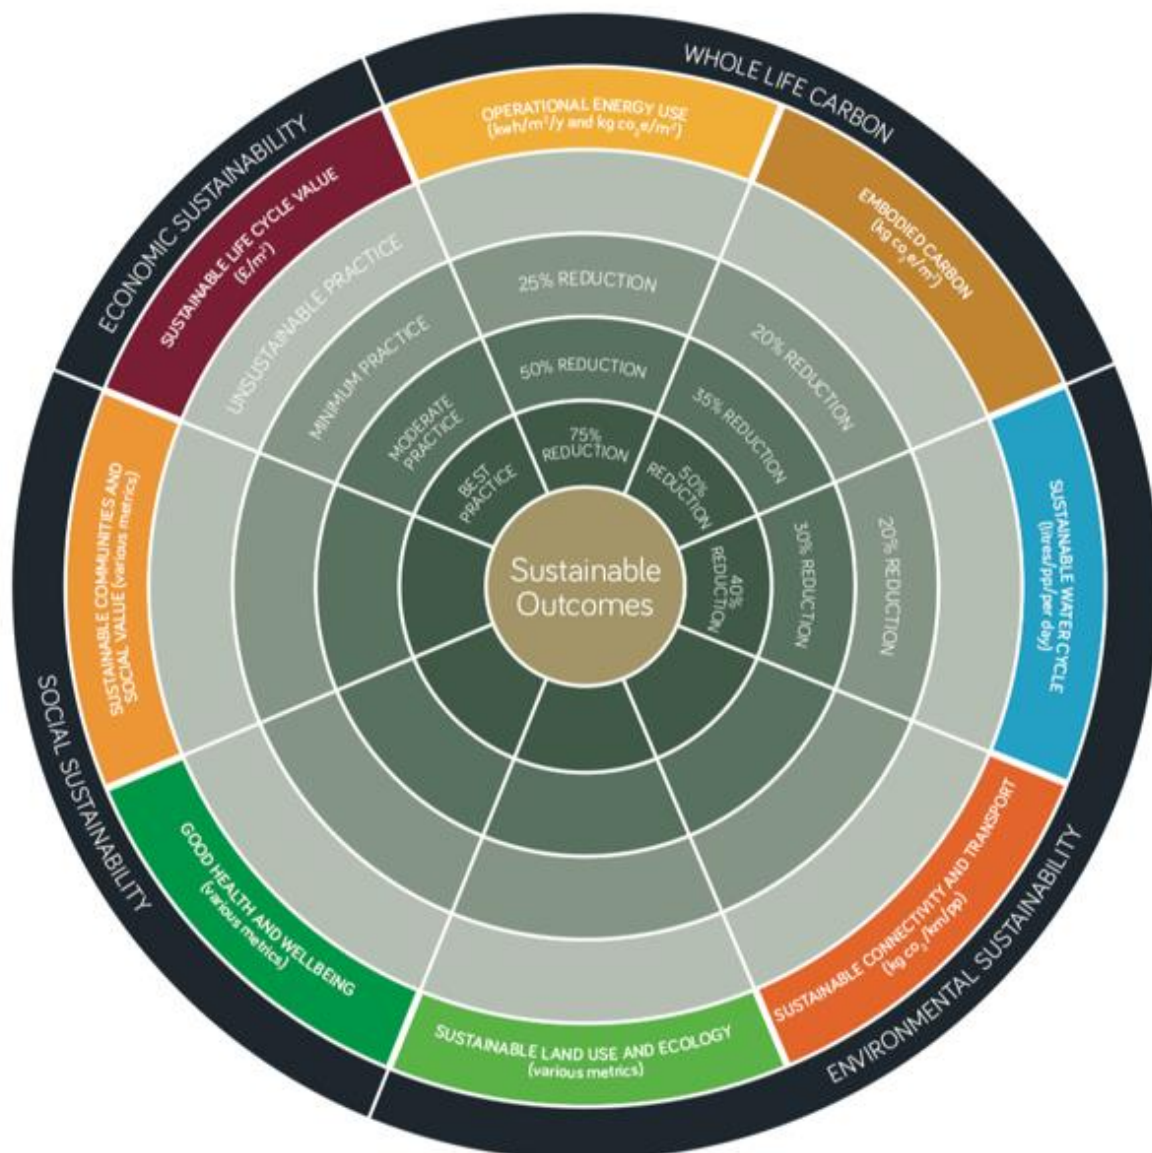 WHOLE LIFE CARBON
OPERATIONAL ENERGY USE
(kwh/m²/y and kg co₂e/m²)
EMBODIED CARBON
(kg co₂e/m²)
ECONOMIC SUSTAINABILITY
SUSTAINABLE LIFE CYCLE VALUE
(£/m²)
UNSUSTAINABLE PRACTICE
MINIMUM PRACTICE
MODERATE
PRACTICE
BEST
PRACTICE
25% REDUCTION
50% REDUCTION
75%
REDUCTION
20% REDUCTION
35% REDUCTION
50%
REDUCTION
20% REDUCTION
30% REDUCTION
40%
REDUCTION
Sustainable
Outcomes
SUSTAINABLE WATER CYCLE
(litres/pp/per day)
SUSTAINABLE CONNECTIVITY AND TRANSPORT
(kg co₂/km/pp)
ENVIRONMENTAL SUSTAINABILITY
SUSTAINABLE LAND USE AND ECOLOGY
(various metrics)
GOOD HEALTH AND WELLBEING
(various metrics)
SUSTAINABLE COMMUNITIES AND
SOCIAL VALUE (various metrics)
SOCIAL SUSTAINABILITY